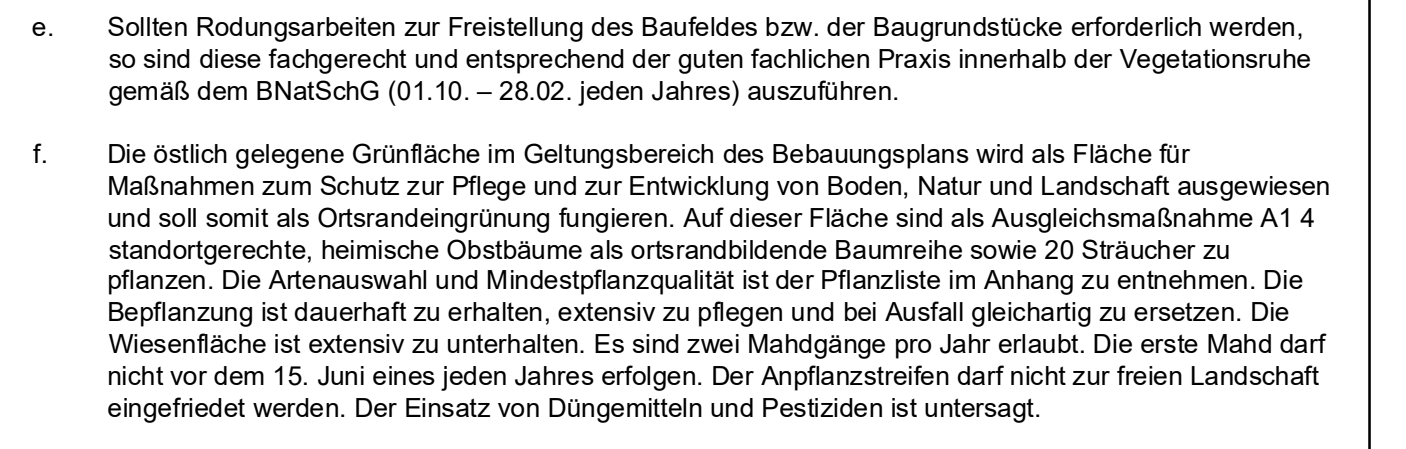 e. Sollten Rodungsarbeiten zur Freistellung des Baufeldes bzw. der Baugrundstücke erforderlich werden,
so sind diese fachgerecht und entsprechend der guten fachlichen Praxis innerhalb der Vegetationsruhe
gemäß dem BNatSchG (01.10. – 28.02. jeden Jahres) auszuführen.
f. Die östlich gelegene Grünfläche im Geltungsbereich des Bebauungsplans wird als Fläche für
Maßnahmen zum Schutz zur Pflege und zur Entwicklung von Boden, Natur und Landschaft ausgewiesen
und soll somit als Ortsrandeingrünung fungieren. Auf dieser Fläche sind als Ausgleichsmaßnahme A1 4
standortgerechte, heimische Obstbäume als ortsrandbildende Baumreihe sowie 20 Sträucher zu
pflanzen. Die Artenauswahl und Mindestpflanzqualität ist der Pflanzliste im Anhang zu entnehmen. Die
Bepflanzung ist dauerhaft zu erhalten, extensiv zu pflegen und bei Ausfall gleichartig zu ersetzen. Die
Wiesenfläche ist extensiv zu unterhalten. Es sind zwei Mahdgänge pro Jahr erlaubt. Die erste Mahd darf
nicht vor dem 15. Juni eines jeden Jahres erfolgen. Der Anpflanzstreifen darf nicht zur freien Landschaft
eingefriedet werden. Der Einsatz von Düngemitteln und Pestiziden ist untersagt.